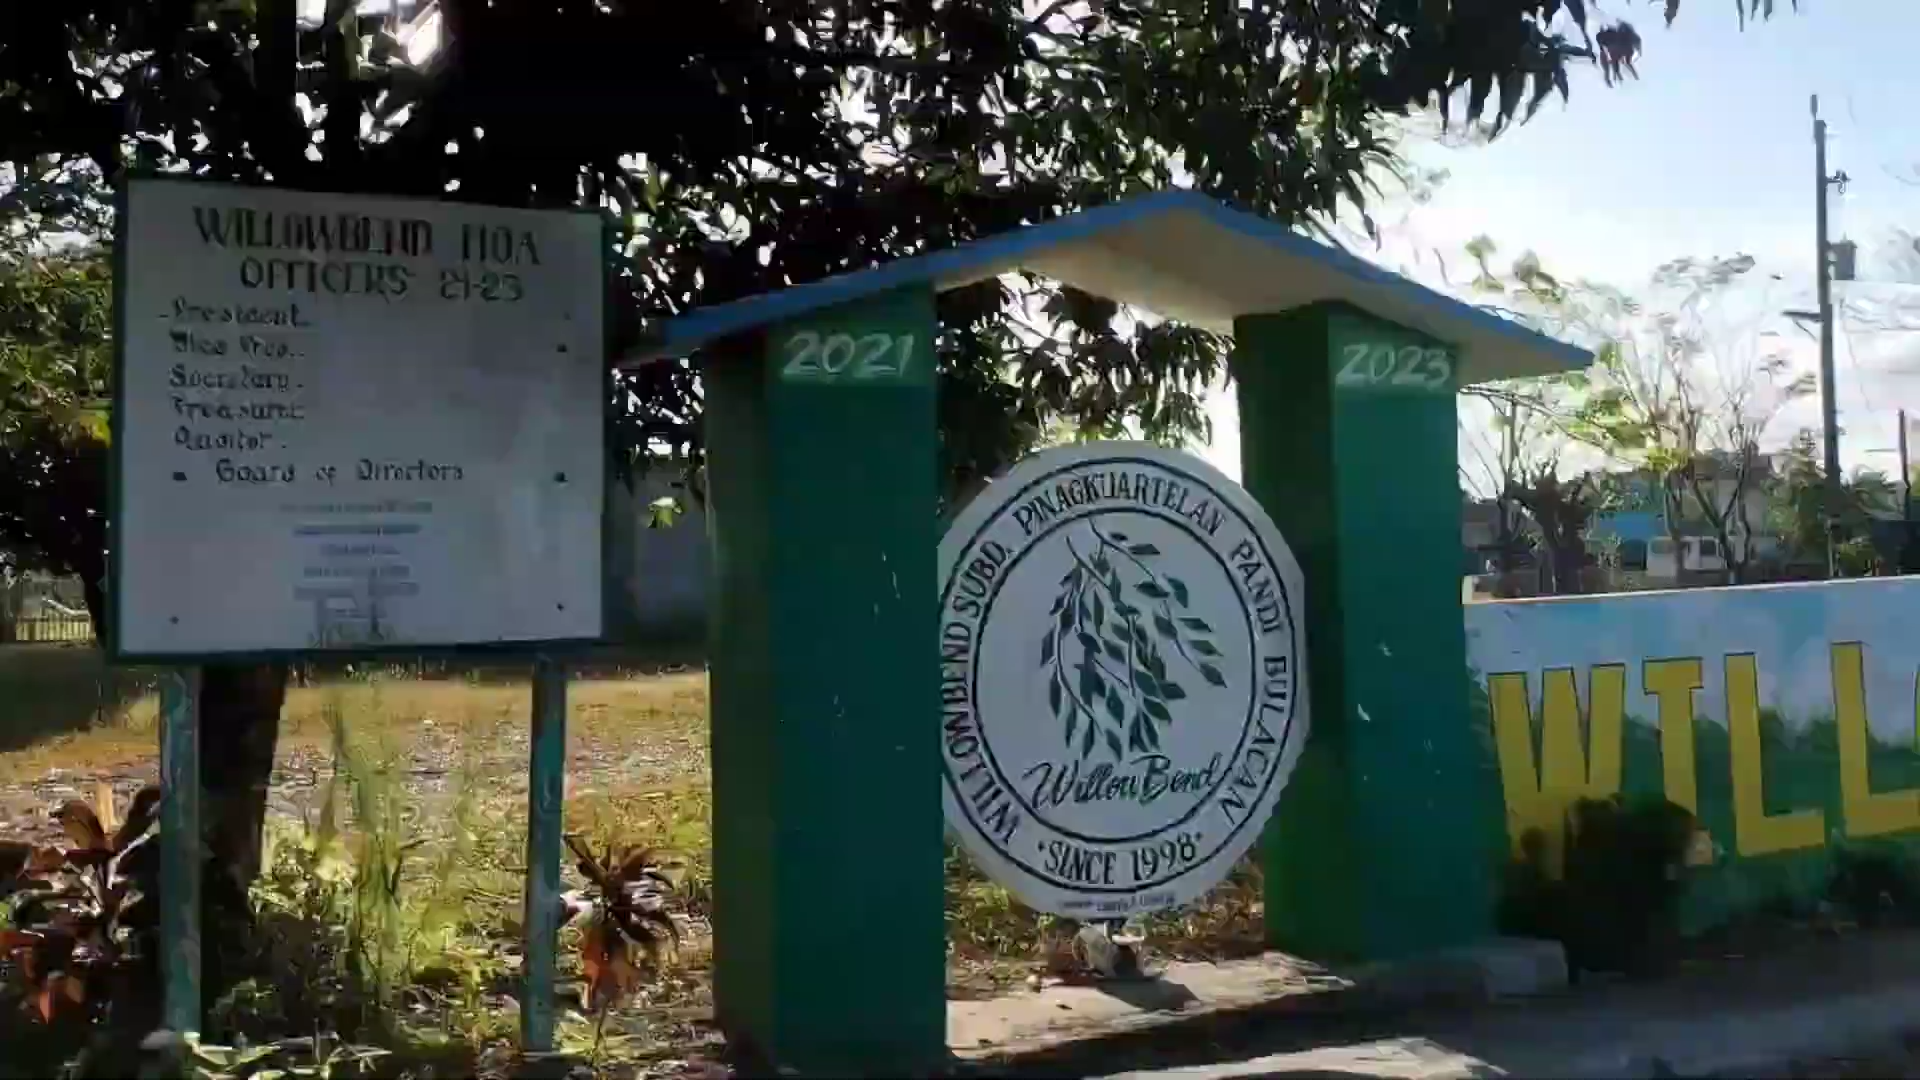 WILLOWBEND HOA
OFFICERS 21-23
President.
Vice Pres..
Secretary.
Treasurer.
Auditor.
Board of Directors
2021
2023
WILLOWBEND SUBD. PINAGKUARTELAN PANDI BULACAN
Willow Bend
•SINCE 1998•
WILL